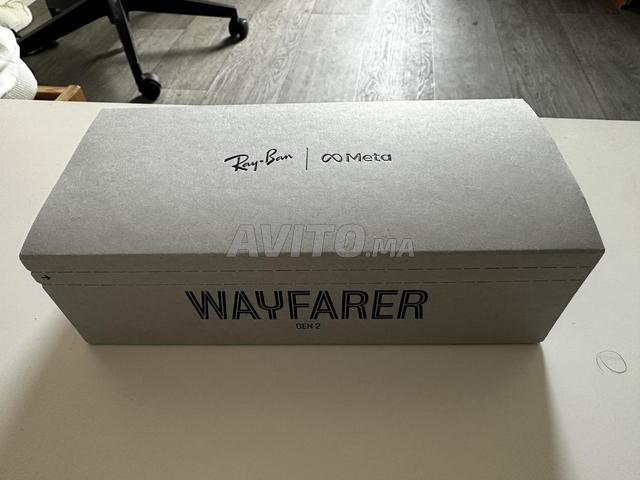 Ray-Ban | Meta
AVITO.MA
WAYFARER
GEN 2